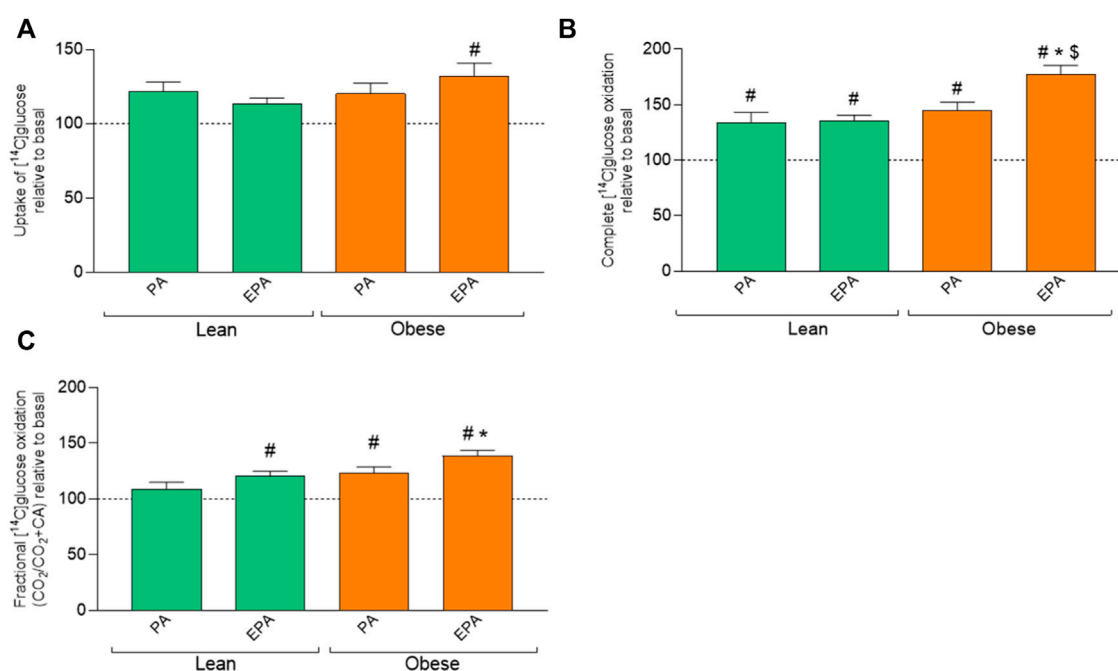 A
Uptake of [¹⁴C]glucose
relative to basal
150
100
50
0
#
PA
EPA
PA
EPA
Lean
Obese
B
Complete [¹⁴C]glucose oxidation
relative to basal
200
150
100
50
0
#
#
#
# * $
PA
EPA
PA
EPA
Lean
Obese
C
Fractional [¹⁴C]glucose oxidation
(CO₂/CO₂+CA) relative to basal
200
150
100
50
0
#
#
# *
PA
EPA
PA
EPA
Lean
Obese